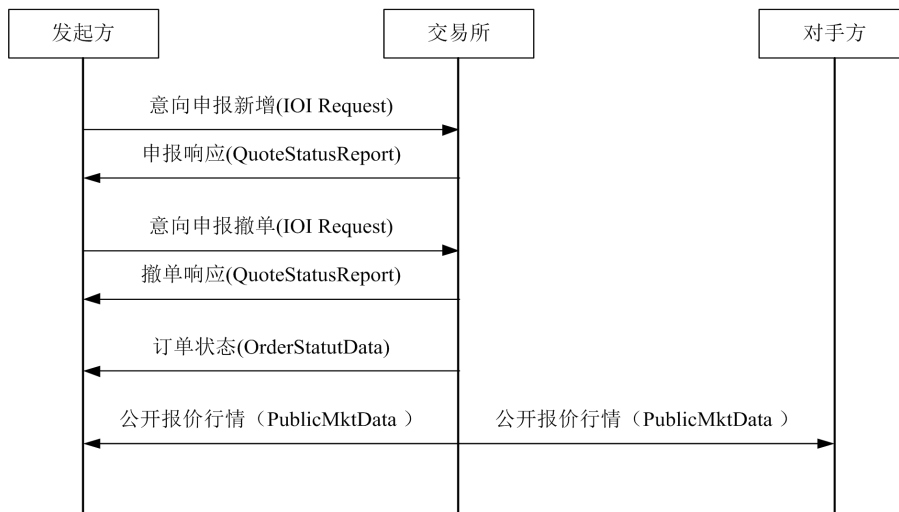 发起方
交易所
对手方
意向申报新增(IOI Request)
申报响应(QuoteStatusReport)
意向申报撤单(IOI Request)
撤单响应(QuoteStatusReport)
订单状态(OrderStatutData)
公开报价行情（PublicMktData ）
公开报价行情（PublicMktData ）